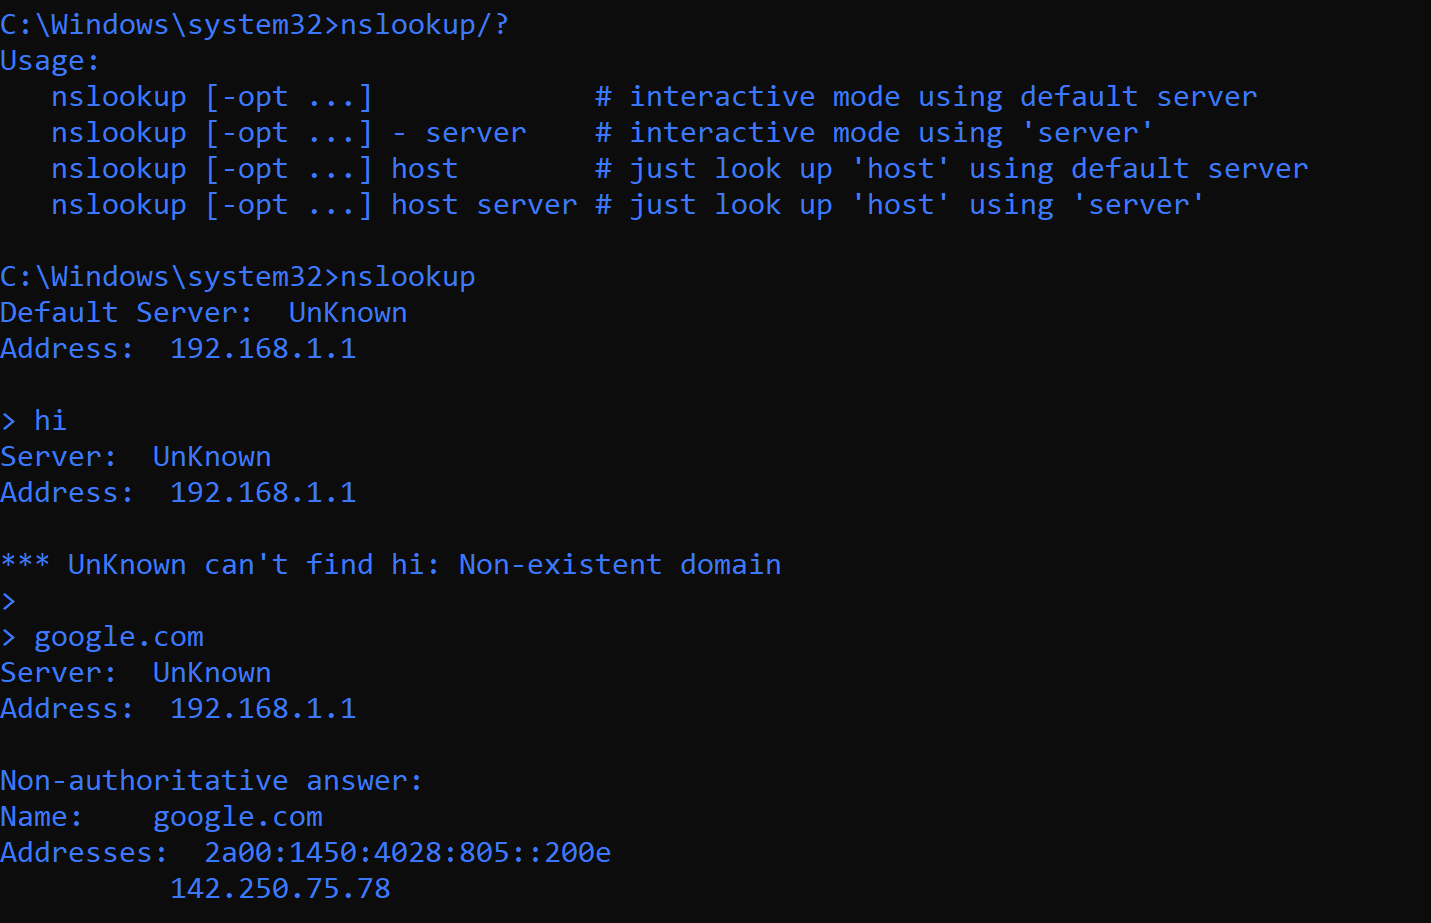 C:\Windows\system32>nslookup/?
Usage:
   nslookup [-opt ...]             # interactive mode using default server
   nslookup [-opt ...] - server    # interactive mode using 'server'
   nslookup [-opt ...] host        # just look up 'host' using default server
   nslookup [-opt ...] host server # just look up 'host' using 'server'

C:\Windows\system32>nslookup
Default Server:  UnKnown
Address:  192.168.1.1

> hi
Server:  UnKnown
Address:  192.168.1.1

*** UnKnown can't find hi: Non-existent domain
>
> google.com
Server:  UnKnown
Address:  192.168.1.1

Non-authoritative answer:
Name:    google.com
Addresses:  2a00:1450:4028:805::200e
          142.250.75.78